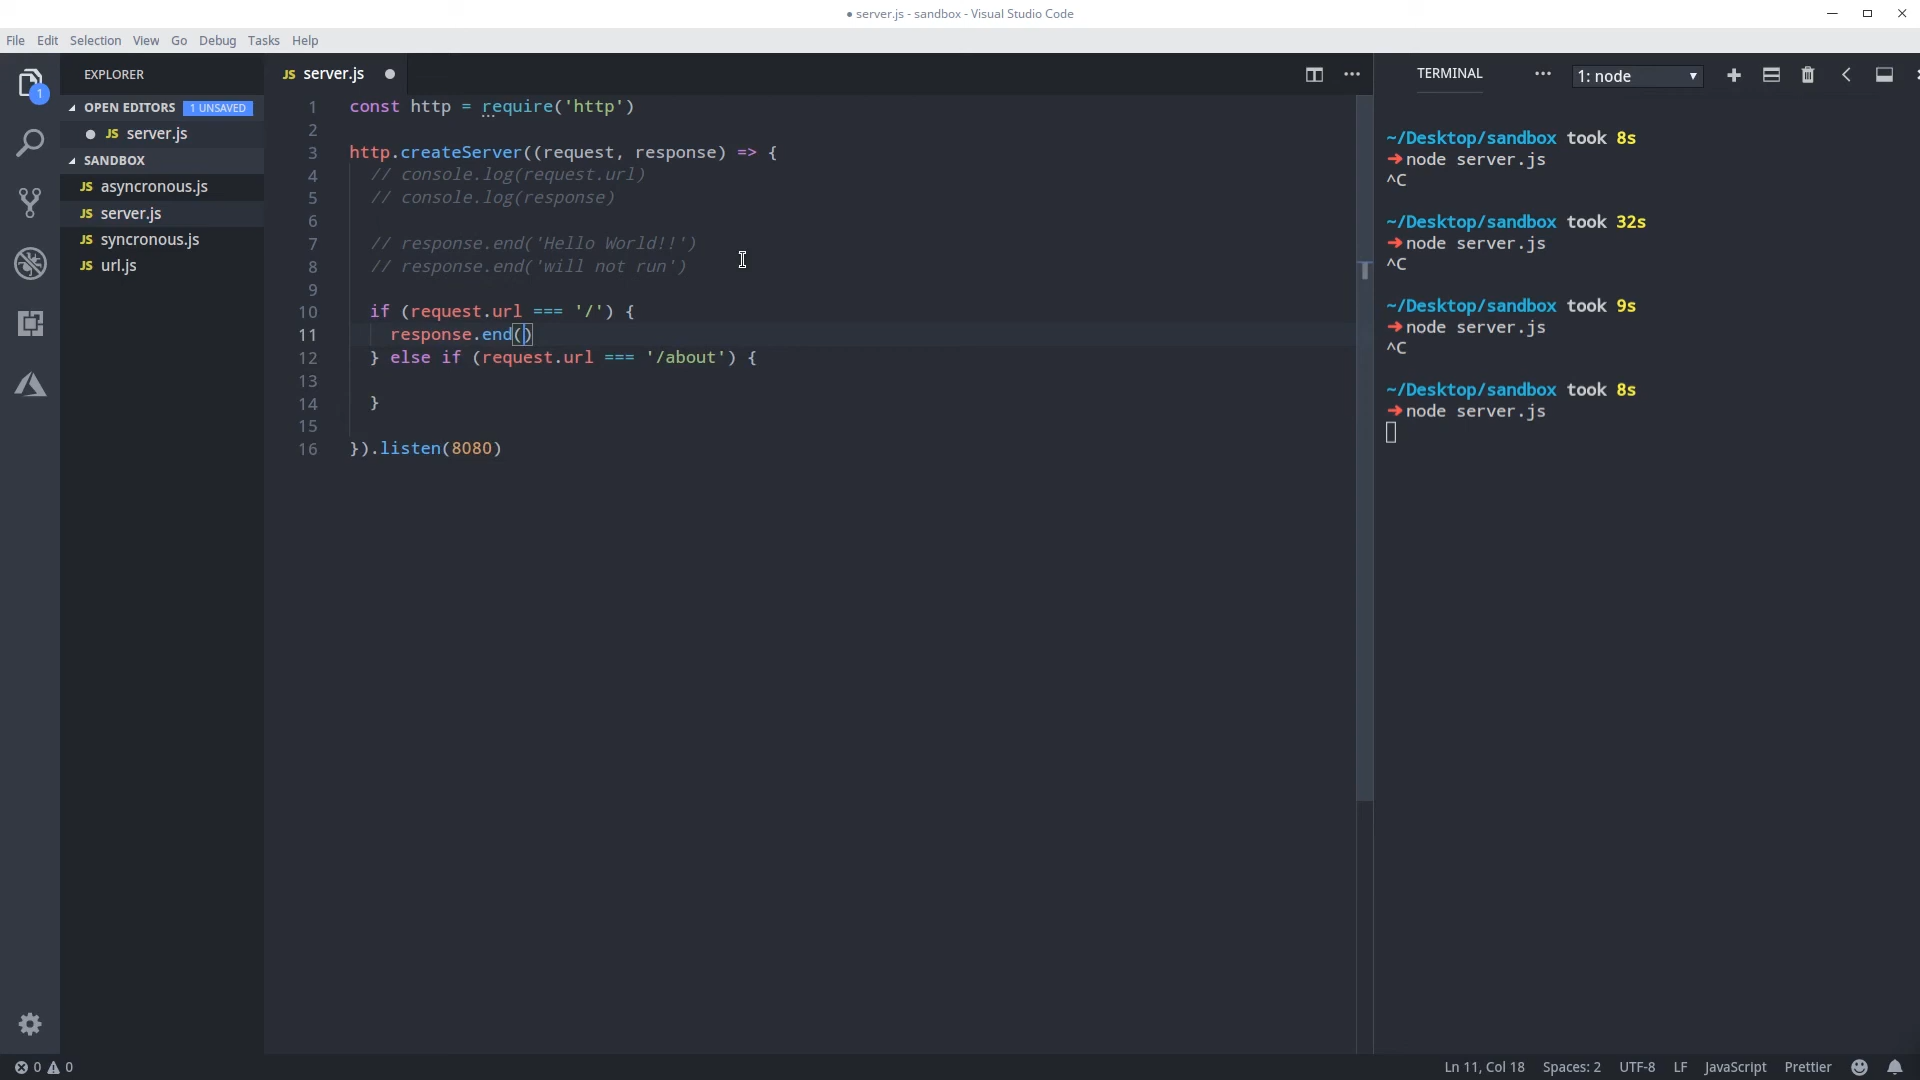 ● server.js - sandbox - Visual Studio Code
File Edit Selection View Go Debug Tasks Help
EXPLORER
OPEN EDITORS 1 UNSAVED
JS server.js
SANDBOX
JS asyncronous.js
JS server.js
JS syncronous.js
JS url.js
1
JS server.js
1 const http = require('http')
2
3 http.createServer((request, response) => {
4 // console.log(request.url)
5 // console.log(response)
6
7 // response.end('Hello World!!')
8 // response.end('will not run')
9
10 if (request.url === '/') {
11 response.end()
12 } else if (request.url === '/about') {
13
14 }
15
16 }).listen(8080)
TERMINAL ••• 1: node
~/Desktop/sandbox took 8s
➜node server.js
^C
~/Desktop/sandbox took 32s
➜node server.js
^C
~/Desktop/sandbox took 9s
➜node server.js
^C
~/Desktop/sandbox took 8s
➜node server.js
0 0
Ln 11, Col 18 Spaces: 2 UTF-8 LF JavaScript Prettier